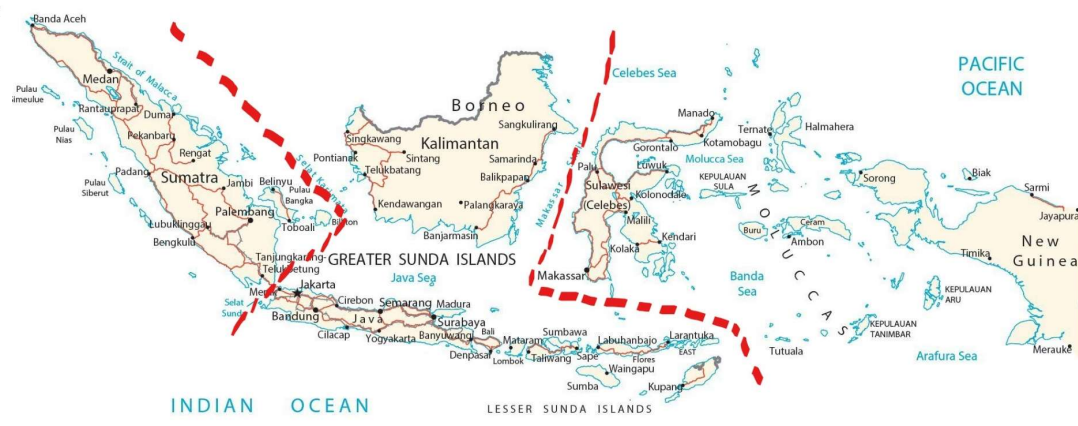 Banda Aceh
Strait of Malacca
Medan
Pulau
Simeulue
Rantauprapat
Dumai
Pulau
Nias
Pekanbaru
Rengat
Padang
Sumatra
Pulau
Siberut
Jambi
Belinyu
Pulau
Bangka
Selat Karimata
Palembang
Toboali
Billiton
Lubuklinggau
Bengkulu
Tanjungkarang-
Teluk Betung
Selat
Sunda
Jakarta
Bandung
Cirebon
Semarang
Madura
Java
Surabaya
Cilacap
Yogyakarta
Banyuwangi
Bali
Denpasar
Lombok
Mataram
Taliwang
Sumbawa
Sape
Labuhanbajo
Flores
Larantuka
EAST
Waingapu
Sumba
Kupang
LESSER SUNDA ISLANDS
INDIAN OCEAN
GREATER SUNDA ISLANDS
Java Sea
Borneo
Kalimantan
Singkawang
Pontianak
Sintang
Telukbatang
Kendawangan
Sangkulirang
Samarinda
Balikpapan
Palangkaraya
Banjarmasin
Celebes Sea
Manado
Gorontalo
Kotamobagu
Molucca Sea
Palu
Luwuk
Sulawesi
(Celebes)
Kolonodale
Malili
Kolaka
Kendari
Makassar
KEPULAUAN
SULA
Ternate
Halmahera
MOLUCCAS
Buru
Ceram
Ambon
Banda
Sea
PACIFIC
OCEAN
Sorong
Biak
Sarmi
Jayapura
New
Guinea
Timika
KEPULAUAN
ARU
KEPULAUAN
TANIMBAR
Tutuala
Arafura Sea
Merauke